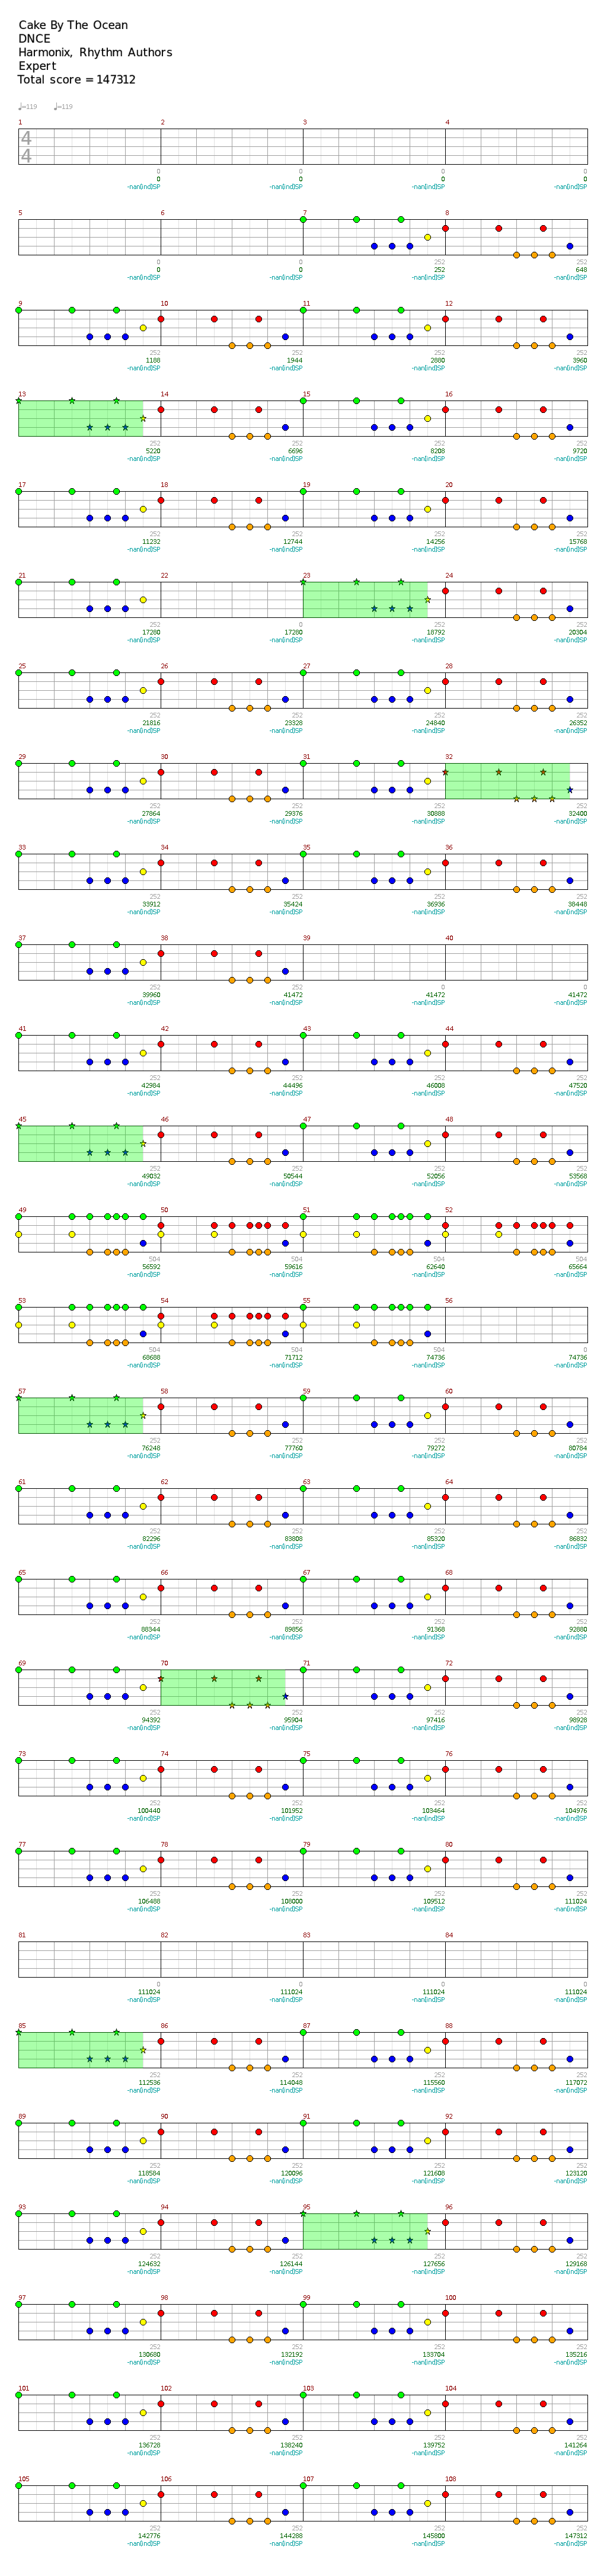 Cake By The Ocean
DNCE
Harmonix, Rhythm Authors
Expert
Total score = 147312
♩=119 ♩=119
1 2 3 4
4
4
0 0 0 0
0 0 0 0
-nan(ind)SP -nan(ind)SP -nan(ind)SP -nan(ind)SP
5 6 7 8
0 0 252 252
0 0 252 648
-nan(ind)SP -nan(ind)SP -nan(ind)SP -nan(ind)SP
9 10 11 12
252 252 252 252
1188 1944 2880 3960
-nan(ind)SP -nan(ind)SP -nan(ind)SP -nan(ind)SP
13 14 15 16
252 252 252 252
5220 6696 8208 9720
-nan(ind)SP -nan(ind)SP -nan(ind)SP -nan(ind)SP
17 18 19 20
252 252 252 252
11232 12744 14256 15768
-nan(ind)SP -nan(ind)SP -nan(ind)SP -nan(ind)SP
21 22 23 24
252 0 252 252
17280 17280 18792 20304
-nan(ind)SP -nan(ind)SP -nan(ind)SP -nan(ind)SP
25 26 27 28
252 252 252 252
21816 23328 24840 26352
-nan(ind)SP -nan(ind)SP -nan(ind)SP -nan(ind)SP
29 30 31 32
252 252 252 252
27864 29376 30888 32400
-nan(ind)SP -nan(ind)SP -nan(ind)SP -nan(ind)SP
33 34 35 36
252 252 252 252
33912 35424 36936 38448
-nan(ind)SP -nan(ind)SP -nan(ind)SP -nan(ind)SP
37 38 39 40
252 252 0 0
39960 41472 41472 41472
-nan(ind)SP -nan(ind)SP -nan(ind)SP -nan(ind)SP
41 42 43 44
252 252 252 252
42984 44496 46008 47520
-nan(ind)SP -nan(ind)SP -nan(ind)SP -nan(ind)SP
45 46 47 48
252 252 252 252
49032 50544 52056 53568
-nan(ind)SP -nan(ind)SP -nan(ind)SP -nan(ind)SP
49 50 51 52
504 504 504 504
56592 59616 62640 65664
-nan(ind)SP -nan(ind)SP -nan(ind)SP -nan(ind)SP
53 54 55 56
504 504 504 0
68688 71712 74736 74736
-nan(ind)SP -nan(ind)SP -nan(ind)SP -nan(ind)SP
57 58 59 60
252 252 252 252
76248 77760 79272 80784
-nan(ind)SP -nan(ind)SP -nan(ind)SP -nan(ind)SP
61 62 63 64
252 252 252 252
82296 83808 85320 86832
-nan(ind)SP -nan(ind)SP -nan(ind)SP -nan(ind)SP
65 66 67 68
252 252 252 252
88344 89856 91368 92880
-nan(ind)SP -nan(ind)SP -nan(ind)SP -nan(ind)SP
69 70 71 72
252 252 252 252
94392 95904 97416 98928
-nan(ind)SP -nan(ind)SP -nan(ind)SP -nan(ind)SP
73 74 75 76
252 252 252 252
100440 101952 103464 104976
-nan(ind)SP -nan(ind)SP -nan(ind)SP -nan(ind)SP
77 78 79 80
252 252 252 252
106488 108000 109512 111024
-nan(ind)SP -nan(ind)SP -nan(ind)SP -nan(ind)SP
81 82 83 84
0 0 0 0
111024 111024 111024 111024
-nan(ind)SP -nan(ind)SP -nan(ind)SP -nan(ind)SP
85 86 87 88
252 252 252 252
112536 114048 115560 117072
-nan(ind)SP -nan(ind)SP -nan(ind)SP -nan(ind)SP
89 90 91 92
252 252 252 252
118584 120096 121608 123120
-nan(ind)SP -nan(ind)SP -nan(ind)SP -nan(ind)SP
93 94 95 96
252 252 252 252
124632 126144 127656 129168
-nan(ind)SP -nan(ind)SP -nan(ind)SP -nan(ind)SP
97 98 99 100
252 252 252 252
130680 132192 133704 135216
-nan(ind)SP -nan(ind)SP -nan(ind)SP -nan(ind)SP
101 102 103 104
252 252 252 252
136728 138240 139752 141264
-nan(ind)SP -nan(ind)SP -nan(ind)SP -nan(ind)SP
105 106 107 108
252 252 252 252
142776 144288 145800 147312
-nan(ind)SP -nan(ind)SP -nan(ind)SP -nan(ind)SP